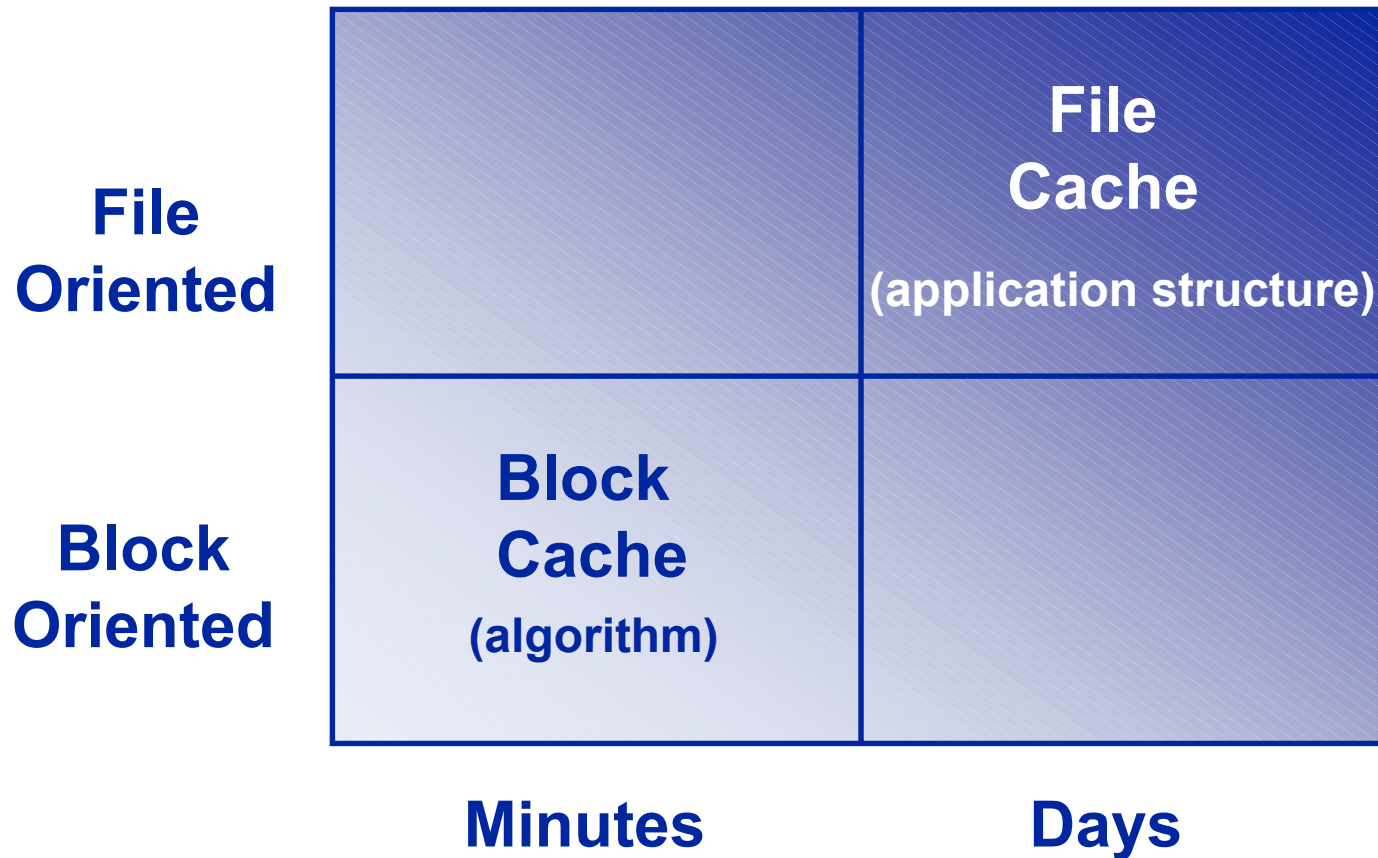 File
Cache
(application structure)
File
Oriented
Block
Cache
(algorithm)
Block
Oriented
Minutes
Days